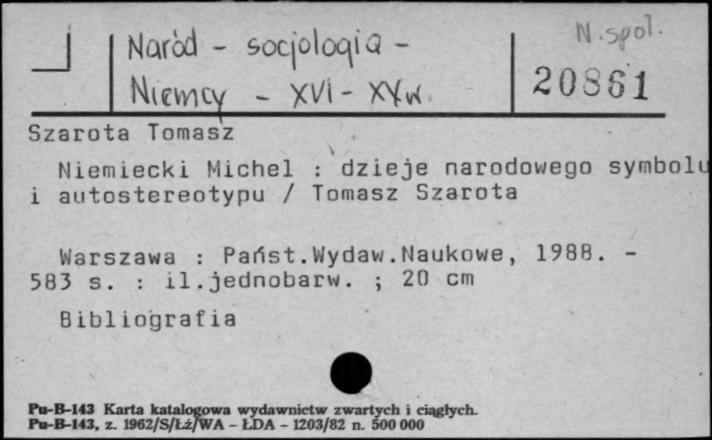 Naród - socjologia -
N.społ.
Niemcy - XVI - XX w.
20861
Szarota Tomasz
Niemiecki Michel : dzieje narodowego symbolu
i autostereotypu / Tomasz Szarota
Warszawa : Państ.Wydaw.Naukowe, 1988. -
583 s. : il.jednobarw. ; 20 cm
Bibliografia
Pu-B-143 Karta katalogowa wydawnictw zwartych i ciągłych.
Pu-B-143, z. 1962/S/Łż/WA - ŁDA - 1203/82 n. 500 000